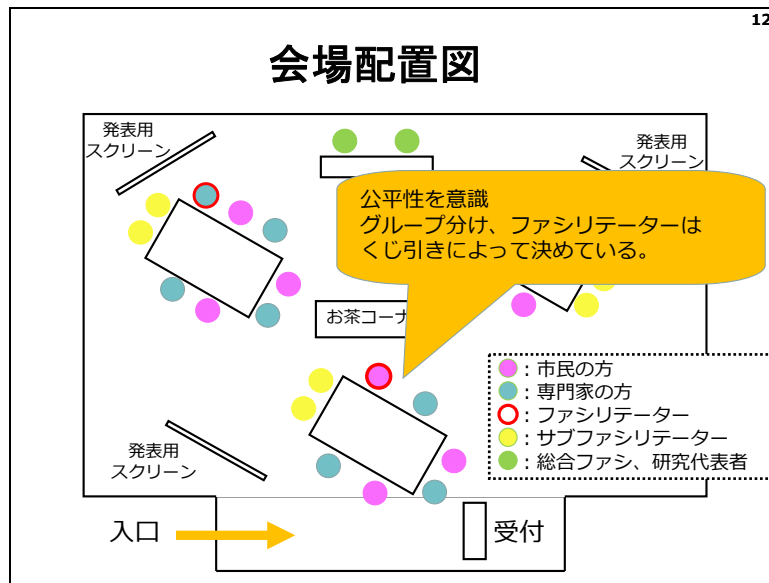 12
会場配置図
発表用
スクリーン
発表用
スクリーン
公平性を意識
グループ分け、ファシリテーターは
くじ引きによって決めている。
お茶コーナ
：市民の方
：専門家の方
：ファシリテーター
：サブファシリテーター
：総合ファシ、研究代表者
発表用
スクリーン
入口
受付